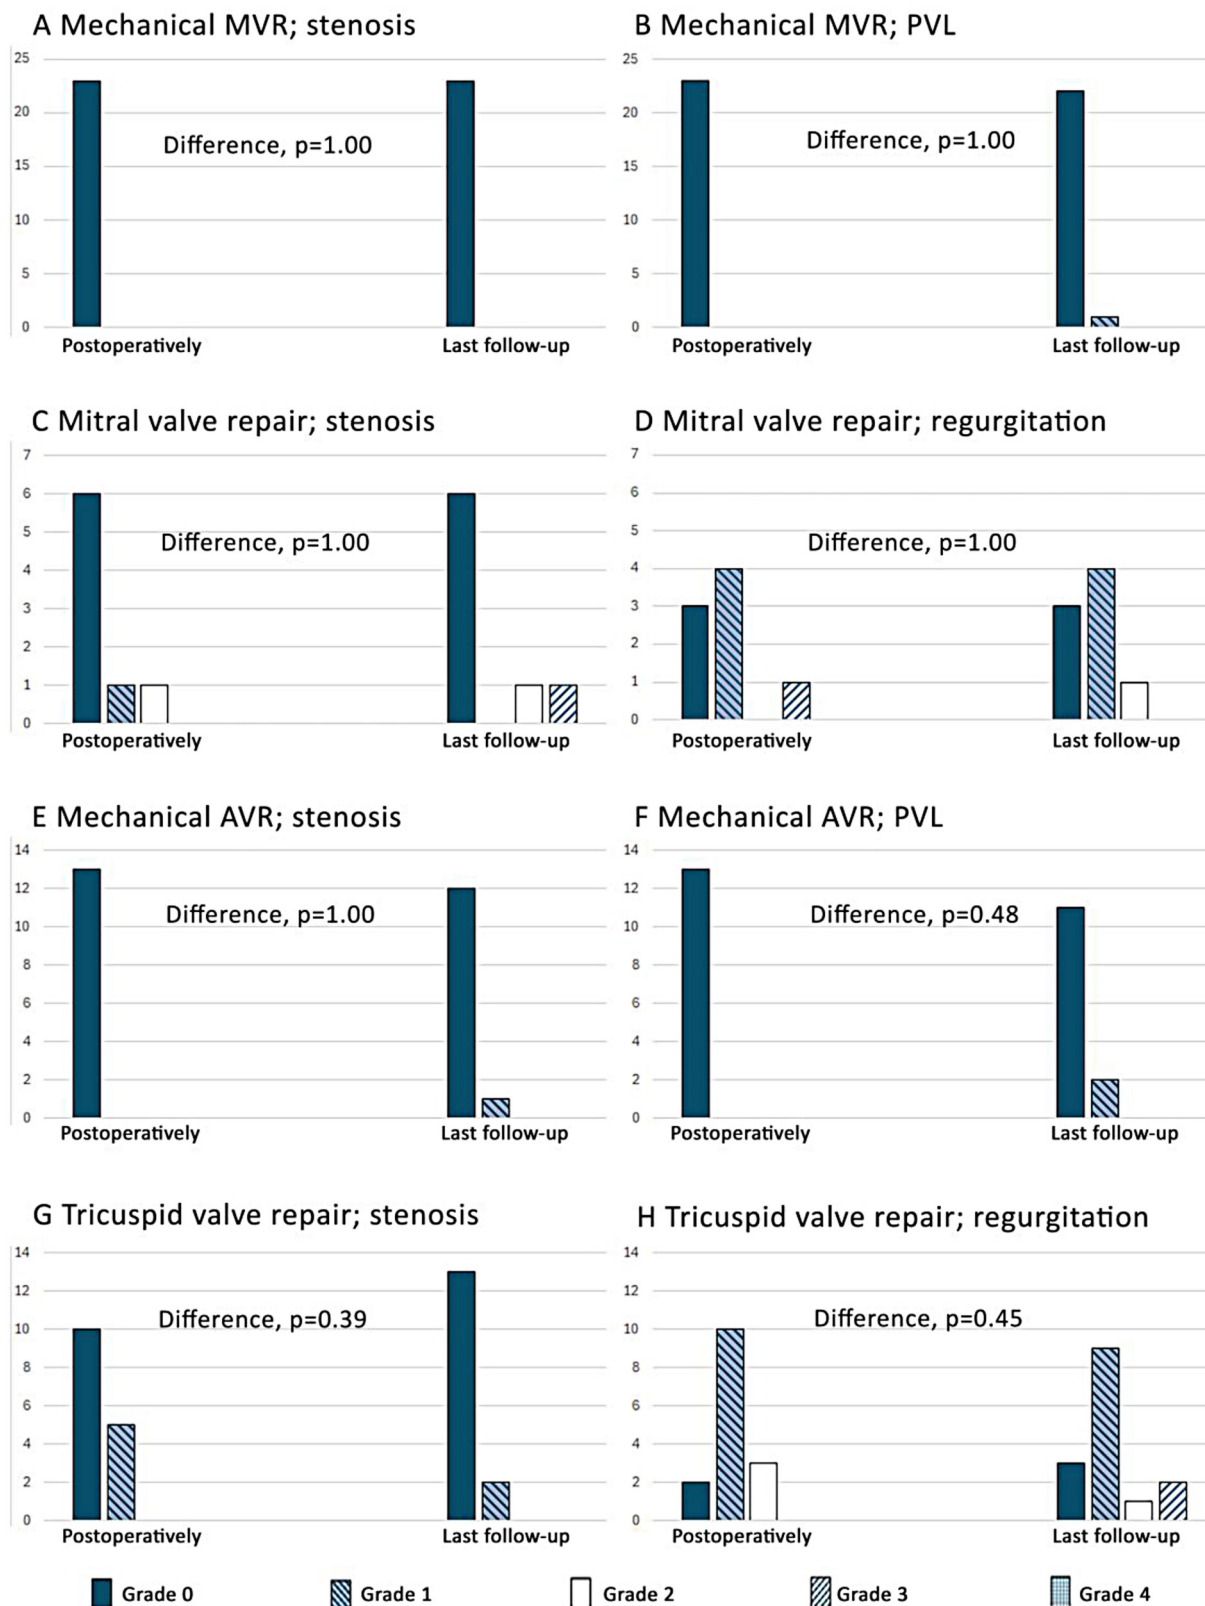 A Mechanical MVR; stenosis
25
20
15
10
5
0
Difference, p=1.00
Postoperatively
Last follow-up
B Mechanical MVR; PVL
25
20
15
10
5
0
Difference, p=1.00
Postoperatively
Last follow-up
C Mitral valve repair; stenosis
7
6
5
4
3
2
1
0
Difference, p=1.00
Postoperatively
Last follow-up
D Mitral valve repair; regurgitation
7
6
5
4
3
2
1
0
Difference, p=1.00
Postoperatively
Last follow-up
E Mechanical AVR; stenosis
14
12
10
8
6
4
2
0
Difference, p=1.00
Postoperatively
Last follow-up
F Mechanical AVR; PVL
14
12
10
8
6
4
2
0
Difference, p=0.48
Postoperatively
Last follow-up
G Tricuspid valve repair; stenosis
14
12
10
8
6
4
2
0
Difference, p=0.39
Postoperatively
Last follow-up
H Tricuspid valve repair; regurgitation
14
12
10
8
6
4
2
0
Difference, p=0.45
Postoperatively
Last follow-up
Grade 0 Grade 1 Grade 2 Grade 3 Grade 4